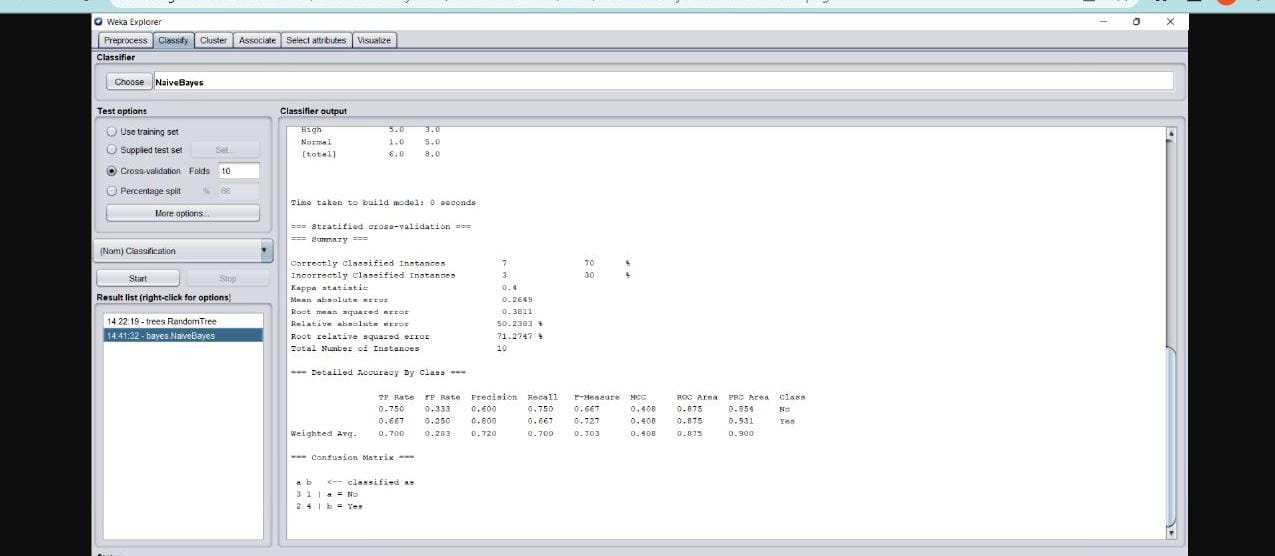 Weka Explorer
Preprocess Classify Cluster Associate Select attributes Visualize
Classifier
Choose NaiveBayes
Test options
Use training set
Supplied test set Set...
Cross-validation Folds 10
Percentage split % 66
More options...
(Nom) Classification
Start Stop
Result list (right-click for options)
14:22:19 - trees.RandomTree
14:41:32 - bayes.NaiveBayes
Classifier output
High 5.0 3.0
Normal 1.0 5.0
[total] 6.0 8.0
Time taken to build model: 0 seconds
=== Stratified cross-validation ===
=== Summary ===
Correctly Classified Instances 7 70 %
Incorrectly Classified Instances 3 30 %
Kappa statistic 0.4
Mean absolute error 0.2649
Root mean squared error 0.3811
Relative absolute error 50.2383 %
Root relative squared error 71.2747 %
Total Number of Instances 10
=== Detailed Accuracy By Class ===
TP Rate FP Rate Precision Recall F-Measure MCC ROC Area PRC Area Class
0.750 0.333 0.600 0.750 0.667 0.408 0.875 0.854 No
0.667 0.250 0.800 0.667 0.727 0.408 0.875 0.931 Yes
Weighted Avg. 0.700 0.283 0.720 0.700 0.703 0.408 0.875 0.900
=== Confusion Matrix ===
a b <-- classified as
3 1 | a = No
2 4 | b = Yes